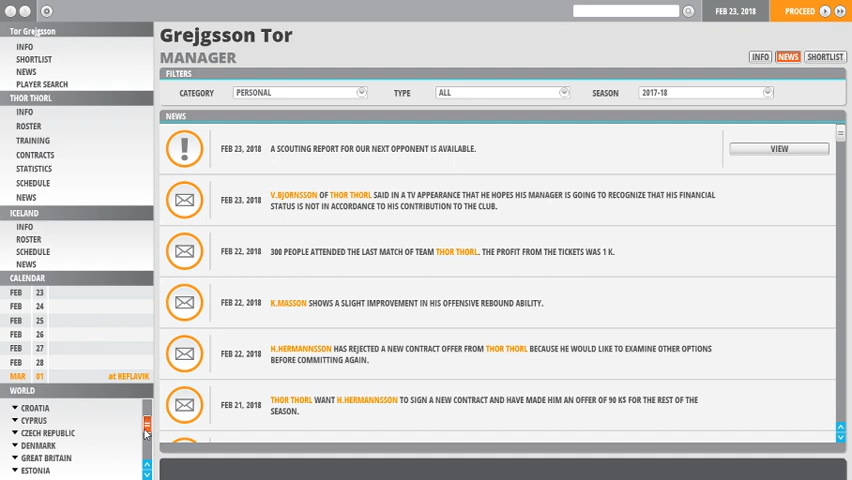 FEB 23, 2018
PROCEED
Tor Grejgsson
INFO
SHORTLIST
NEWS
PLAYER SEARCH
THOR THORL
INFO
ROSTER
TRAINING
CONTRACTS
STATISTICS
SCHEDULE
NEWS
ICELAND
INFO
ROSTER
SCHEDULE
NEWS
CALENDAR
FEB 23
FEB 24
FEB 25
FEB 26
FEB 27
FEB 28
MAR 01 at KEFLAVIK
WORLD
CROATIA
CYPRUS
CZECH REPUBLIC
DENMARK
GREAT BRITAIN
ESTONIA
Grejgsson Tor
MANAGER
INFO NEWS SHORTLIST
FILTERS
CATEGORY PERSONAL TYPE ALL SEASON 2017-18
NEWS
FEB 23, 2018 A SCOUTING REPORT FOR OUR NEXT OPPONENT IS AVAILABLE. VIEW
FEB 23, 2018 V.BJORNSSON OF THOR THORL SAID IN A TV APPEARANCE THAT HE HOPES HIS MANAGER IS GOING TO RECOGNIZE THAT HIS FINANCIAL
STATUS IS NOT IN ACCORDANCE TO HIS CONTRIBUTION TO THE CLUB.
FEB 22, 2018 300 PEOPLE ATTENDED THE LAST MATCH OF TEAM THOR THORL. THE PROFIT FROM THE TICKETS WAS 1 K.
FEB 22, 2018 K.MASSON SHOWS A SLIGHT IMPROVEMENT IN HIS OFFENSIVE REBOUND ABILITY.
FEB 22, 2018 H.HERMANNSSON HAS REJECTED A NEW CONTRACT OFFER FROM THOR THORL BECAUSE HE WOULD LIKE TO EXAMINE OTHER OPTIONS
BEFORE COMMITTING AGAIN.
FEB 21, 2018 THOR THORL WANT H.HERMANNSSON TO SIGN A NEW CONTRACT AND HAVE MADE HIM AN OFFER OF 90 K$ FOR THE REST OF THE
SEASON.